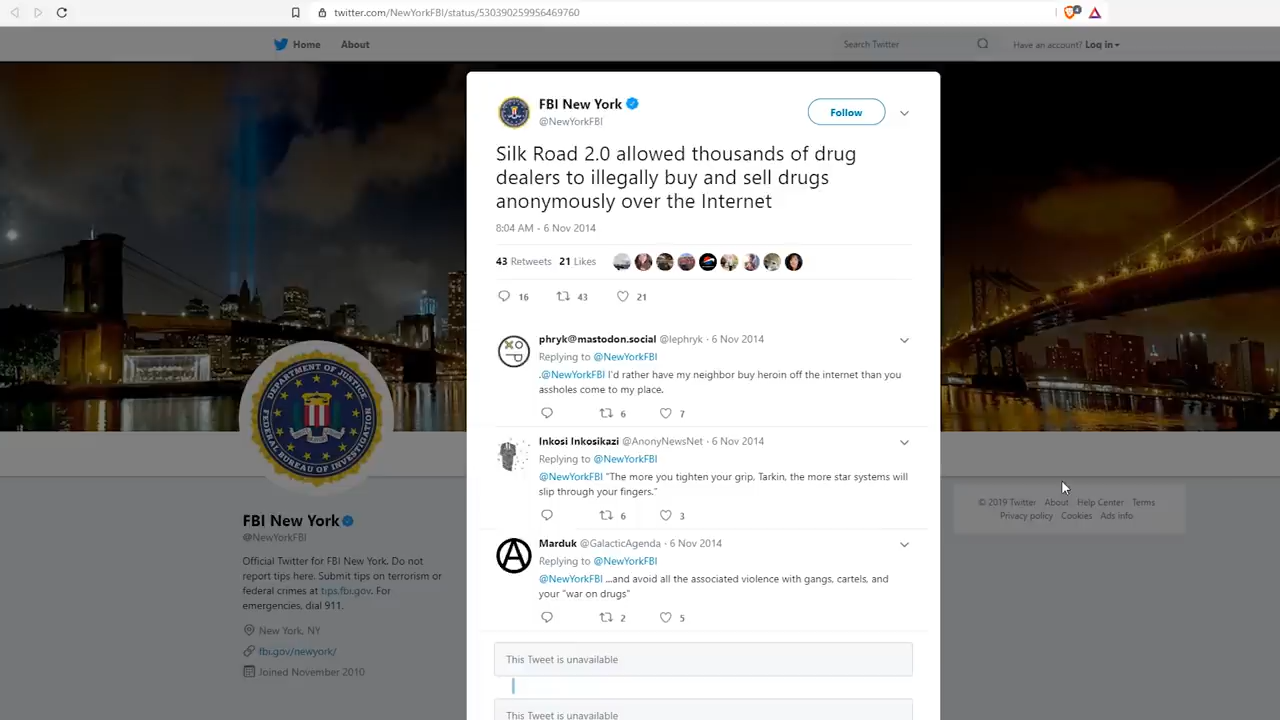 twitter.com/NewYorkFBI/status/530390259956469760
Home
About
Search Twitter
Have an account? Log in
FBI New York
@NewYorkFBI
Follow
Silk Road 2.0 allowed thousands of drug
dealers to illegally buy and sell drugs
anonymously over the Internet
8:04 AM - 6 Nov 2014
43 Retweets 21 Likes
16 43 21
phryk@mastodon.social @lephryk · 6 Nov 2014
Replying to @NewYorkFBI
.@NewYorkFBI I'd rather have my neighbor buy heroin off the internet than you
assholes come to my place.
6 7
Inkosi Inkosikazi @AnonyNewsNet · 6 Nov 2014
Replying to @NewYorkFBI
@NewYorkFBI "The more you tighten your grip, Tarkin, the more star systems will
slip through your fingers."
6 3
Marduk @GalacticAgenda · 6 Nov 2014
Replying to @NewYorkFBI
@NewYorkFBI ...and avoid all the associated violence with gangs, cartels, and
your "war on drugs"
2 5
This Tweet is unavailable
This Tweet is unavailable
DEPARTMENT OF JUSTICE
FEDERAL BUREAU OF INVESTIGATION
FBI New York
@NewYorkFBI
Official Twitter for FBI New York. Do not
report tips here. Submit tips on terrorism or
federal crimes at tips.fbi.gov. For
emergencies, dial 911.
New York, NY
fbi.gov/newyork/
Joined November 2010
© 2019 Twitter About Help Center Terms
Privacy policy Cookies Ads info